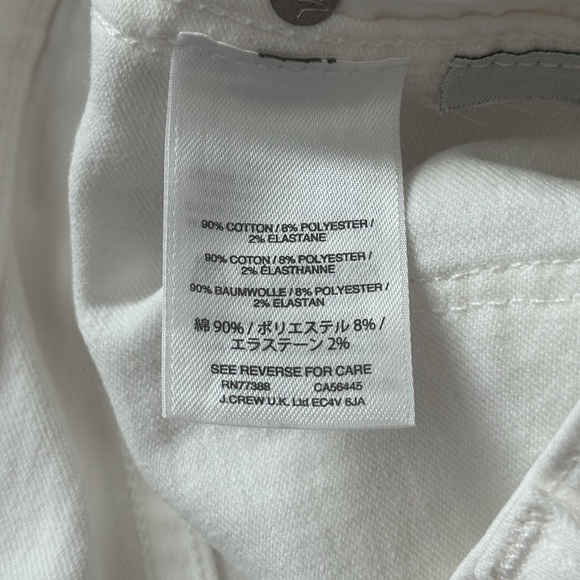 90% COTTON / 8% POLYESTER /
2% ELASTANE
90% COTON / 8% POLYESTER /
2% ÉLASTHANNE
90% BAUMWOLLE / 8% POLYESTER /
2% ELASTAN
綿 90% / ポリエステル 8% /
エラステーン 2%
SEE REVERSE FOR CARE
RN77388 CA56445
J.CREW U.K. Ltd EC4V 6JA